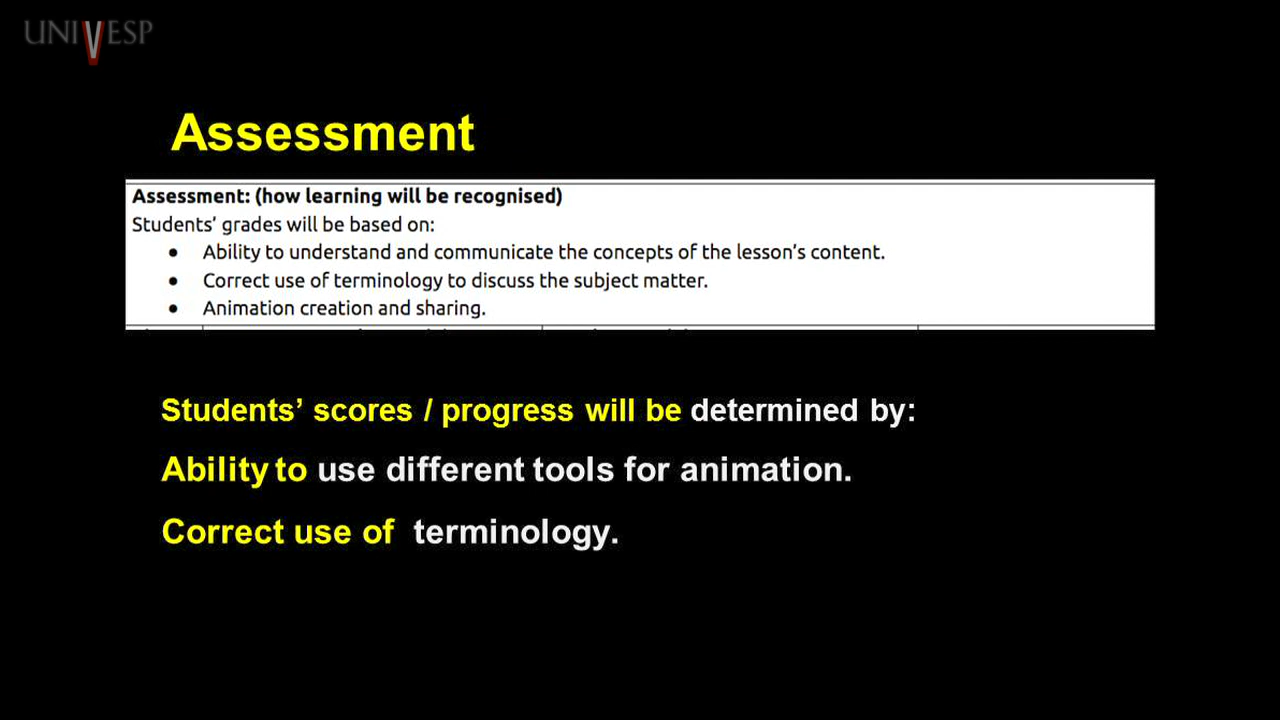 UNIVESP
Assessment
Assessment: (how learning will be recognised)
Students' grades will be based on:
• Ability to understand and communicate the concepts of the lesson's content.
• Correct use of terminology to discuss the subject matter.
• Animation creation and sharing.
Students' scores / progress will be determined by:
Ability to use different tools for animation.
Correct use of terminology.